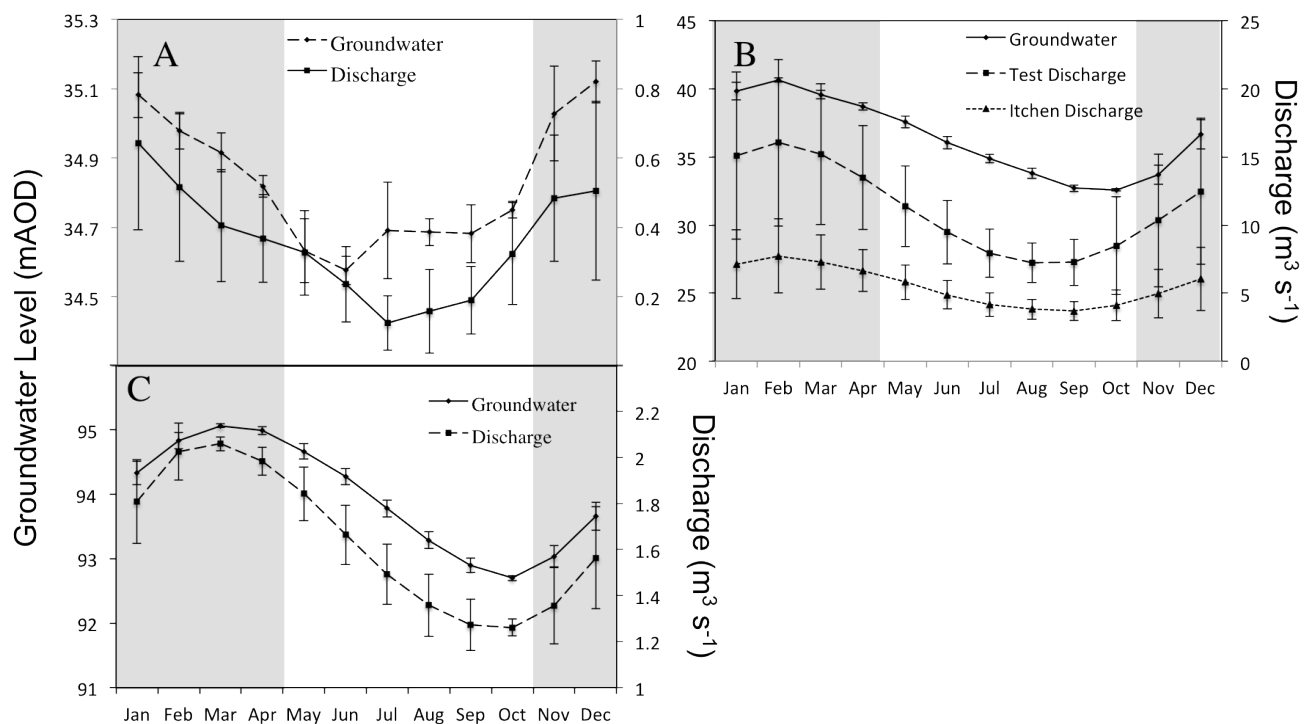 Groundwater Level (mAOD)
A
Groundwater
Discharge
35.3
35.1
34.9
34.7
34.5
1
0.8
0.6
0.4
0.2
B
Groundwater
Test Discharge
Itchen Discharge
45
40
35
30
25
20
25
20
15
10
5
0
Discharge (m3 s-1)
Jan Feb Mar Apr May Jun Jul Aug Sep Oct Nov Dec
C
Groundwater
Discharge
95
94
93
92
91
2.2
2
1.8
1.6
1.4
1.2
1
Discharge (m3 s-1)
Jan Feb Mar Apr May Jun Jul Aug Sep Oct Nov Dec